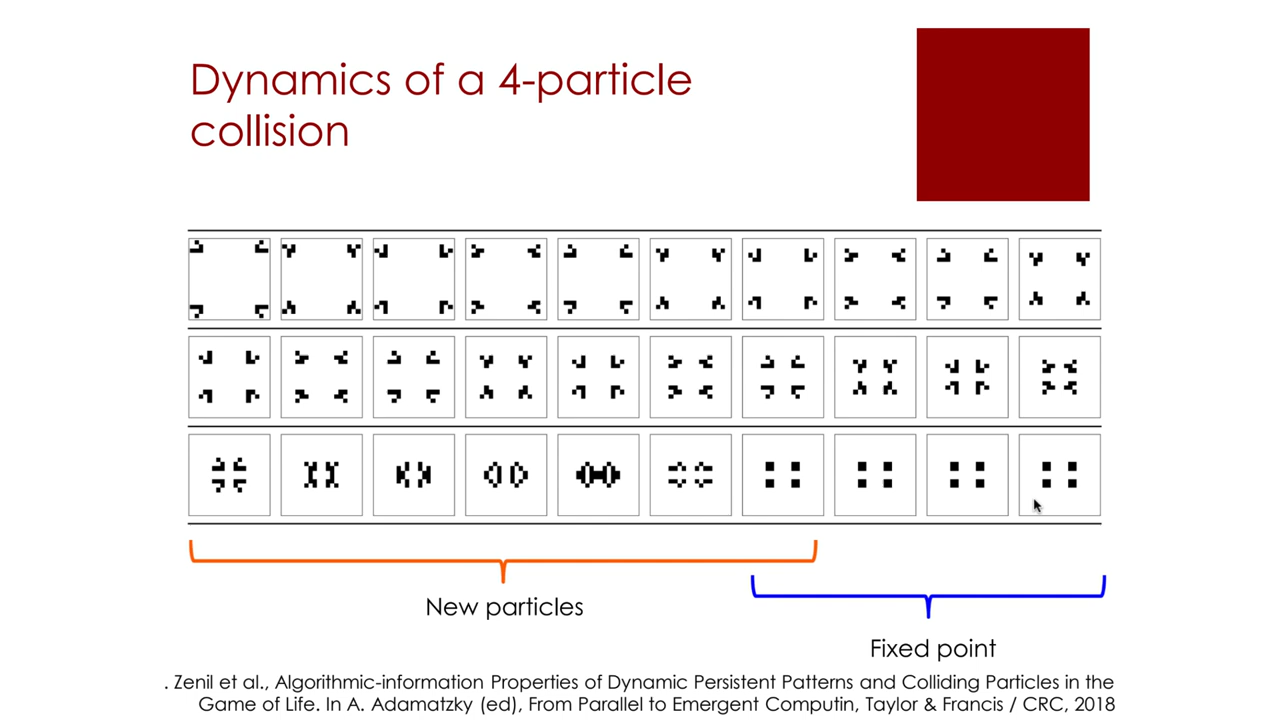 Dynamics of a 4-particle
collision
New particles
Fixed point
. Zenil et al., Algorithmic-information Properties of Dynamic Persistent Patterns and Colliding Particles in the
Game of Life. In A. Adamatzky (ed), From Parallel to Emergent Computin, Taylor & Francis / CRC, 2018